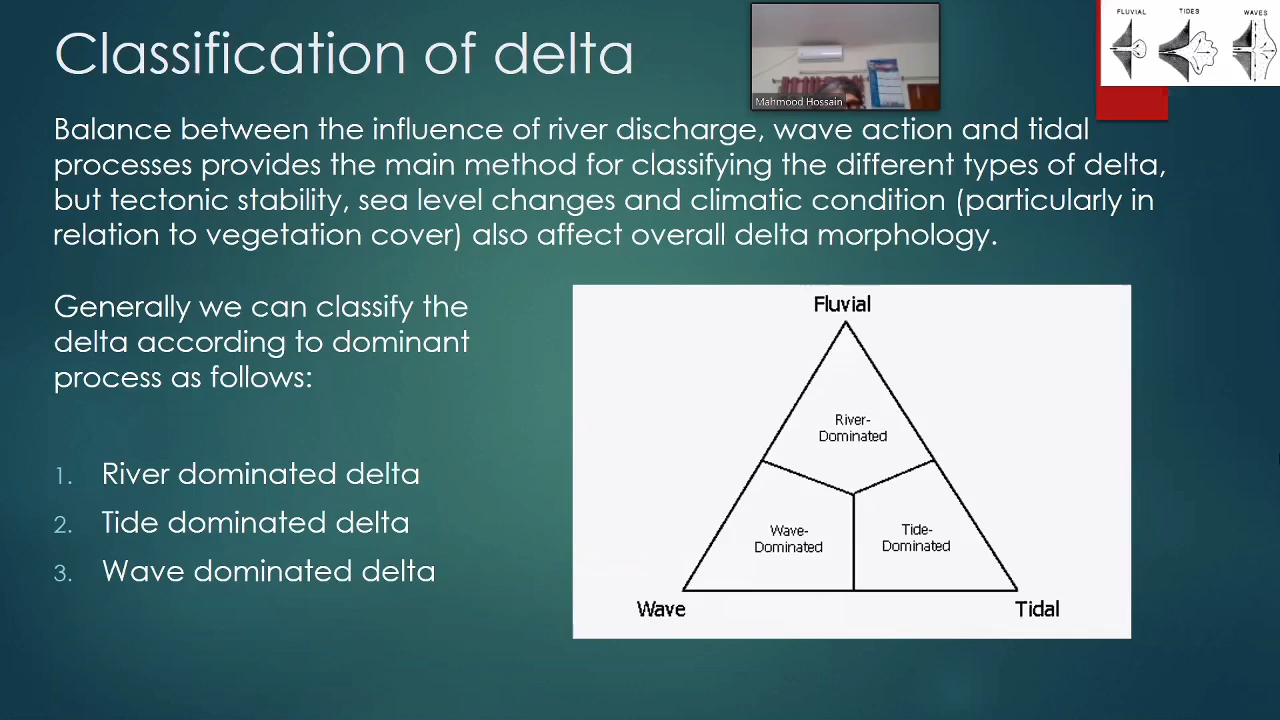 Classification of delta
Mahmood Hossain
FLUVIAL TIDES WAVES
Balance between the influence of river discharge, wave action and tidal
processes provides the main method for classifying the different types of delta,
but tectonic stability, sea level changes and climatic condition (particularly in
relation to vegetation cover) also affect overall delta morphology.
Generally we can classify the
delta according to dominant
process as follows:
1. River dominated delta
2. Tide dominated delta
3. Wave dominated delta
Fluvial
River-
Dominated
Wave-
Dominated
Tide-
Dominated
Wave
Tidal